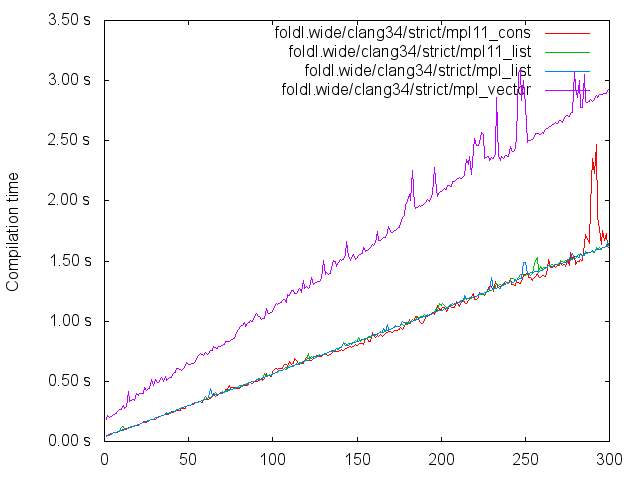 3.50 s
3.00 s
2.50 s
2.00 s
1.50 s
1.00 s
0.50 s
0.00 s
Compilation time
foldl.wide/clang34/strict/mpl11_cons
foldl.wide/clang34/strict/mpl11_list
foldl.wide/clang34/strict/mpl_list
foldl.wide/clang34/strict/mpl_vector
0 50 100 150 200 250 300